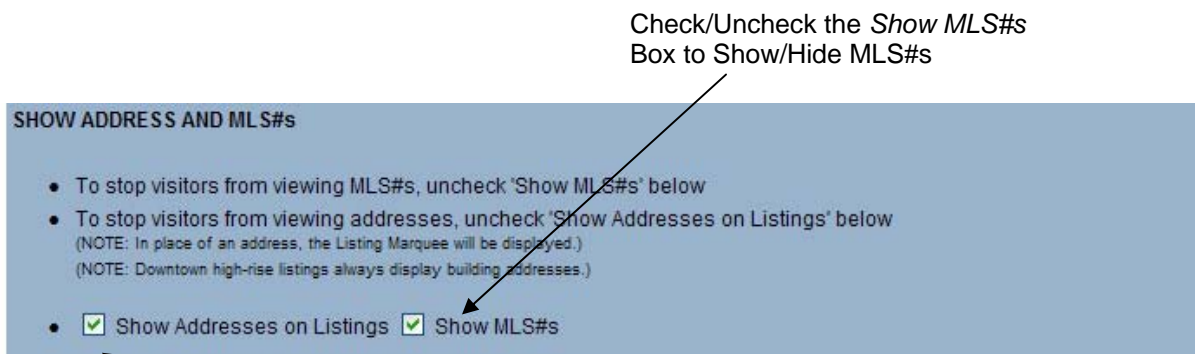 Check/Uncheck the Show MLS#s
Box to Show/Hide MLS#s
SHOW ADDRESS AND MLS#s
• To stop visitors from viewing MLS#s, uncheck 'Show MLS#s' below
• To stop visitors from viewing addresses, uncheck 'Show Addresses on Listings' below
(NOTE: In place of an address, the Listing Marquee will be displayed.)
(NOTE: Downtown high-rise listings always display building addresses.)
• Show Addresses on Listings Show MLS#s